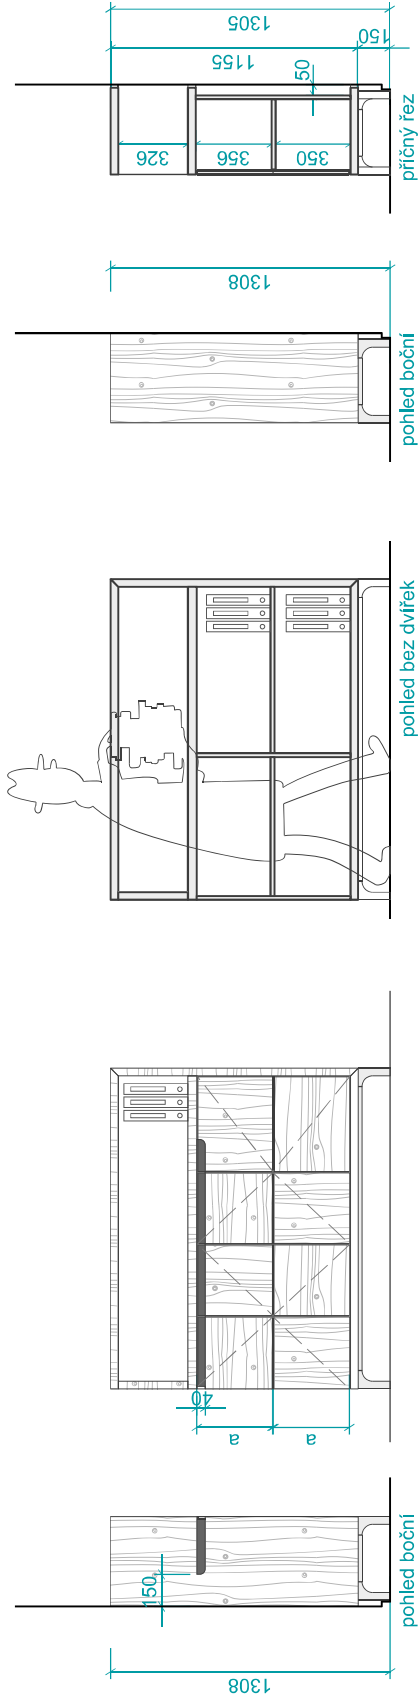 1305
1155
150
50
326
356
350
příčný řez
1308
pohled boční
pohled bez dvířek
40
a
a
150
1308
pohled boční